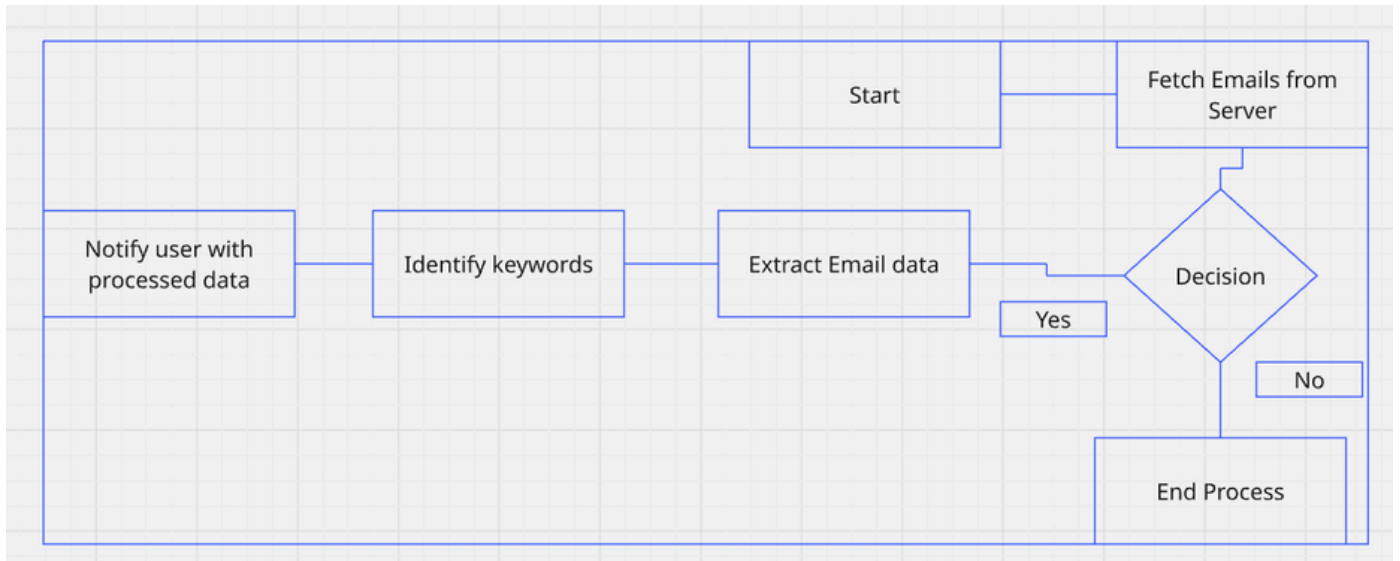 Start
Fetch Emails from
Server
Notify user with
processed data
Identify keywords
Extract Email data
Decision
Yes
No
End Process